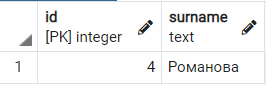 id surname
[PK] integer text
1 4 Романова